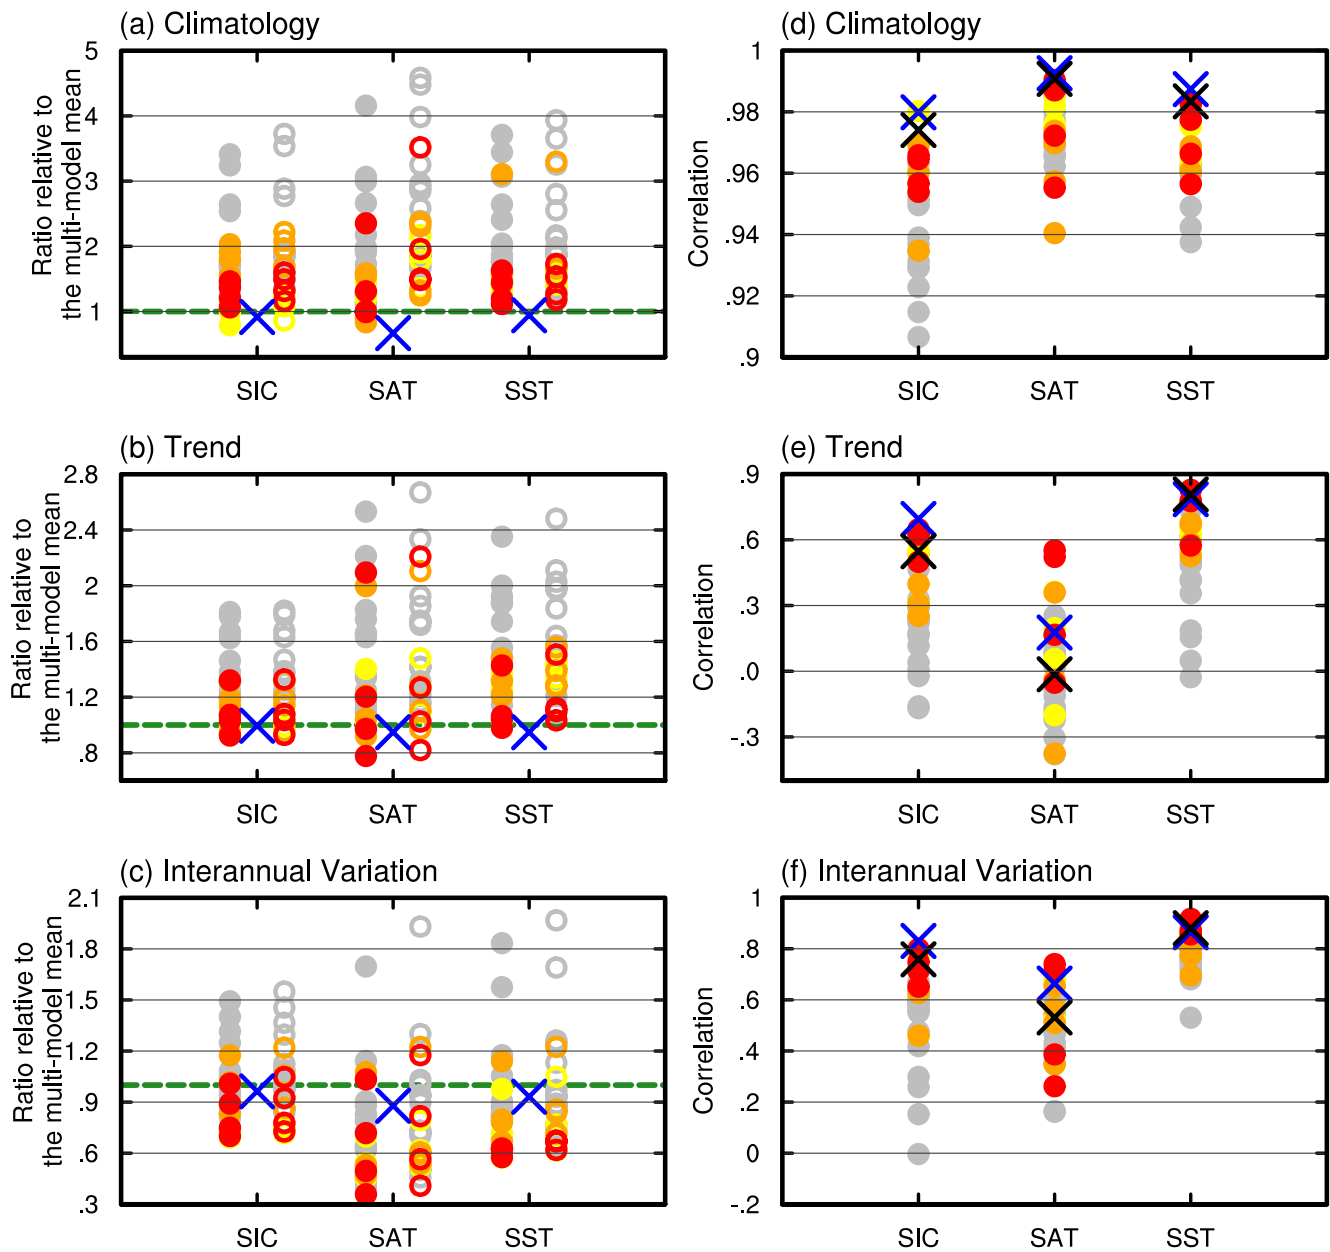 (a) Climatology
Ratio relative to
the multi-model mean
5
4
3
2
1
SIC SAT SST
(d) Climatology
Correlation
1
.98
.96
.94
.92
.9
SIC SAT SST
(b) Trend
Ratio relative to
the multi-model mean
2.8
2.4
2
1.6
1.2
.8
SIC SAT SST
(e) Trend
Correlation
.9
.6
.3
.0
-.3
SIC SAT SST
(c) Interannual Variation
Ratio relative to
the multi-model mean
2.1
1.8
1.5
1.2
.9
.6
.3
SIC SAT SST
(f) Interannual Variation
Correlation
1
.8
.6
.4
.2
0
-.2
SIC SAT SST